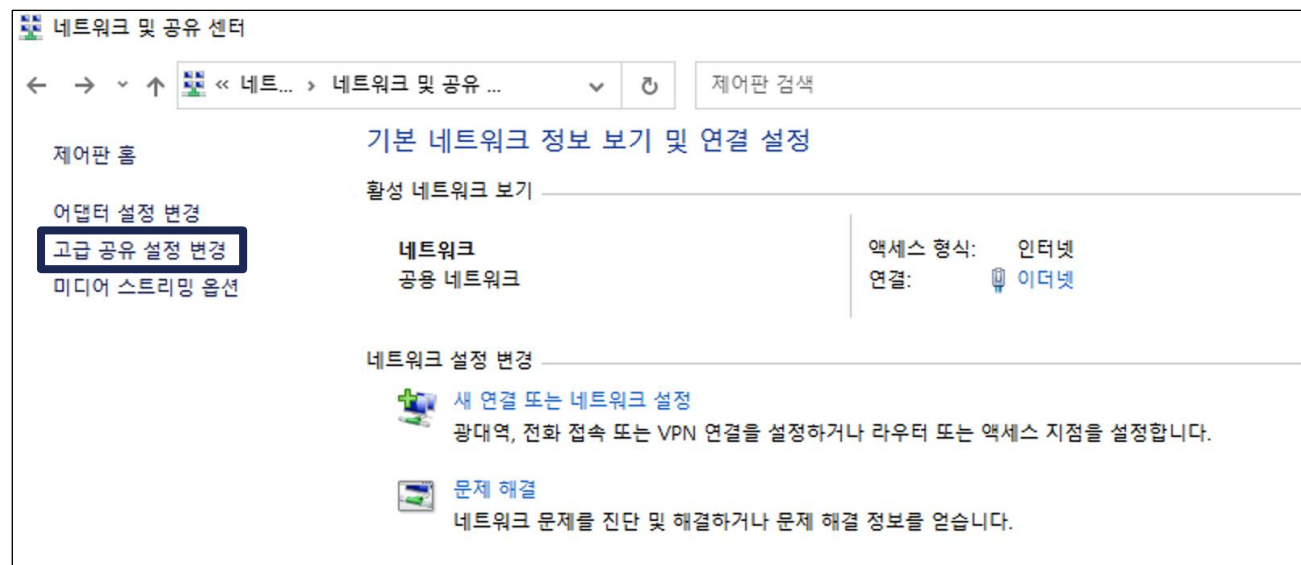 네트워크 및 공유 센터
« 네트... › 네트워크 및 공유 ...
제어판 검색
제어판 홈
어댑터 설정 변경
고급 공유 설정 변경
미디어 스트리밍 옵션
기본 네트워크 정보 보기 및 연결 설정
활성 네트워크 보기
네트워크
공용 네트워크
액세스 형식: 인터넷
연결: 이더넷
네트워크 설정 변경
새 연결 또는 네트워크 설정
광대역, 전화 접속 또는 VPN 연결을 설정하거나 라우터 또는 액세스 지점을 설정합니다.
문제 해결
네트워크 문제를 진단 및 해결하거나 문제 해결 정보를 얻습니다.